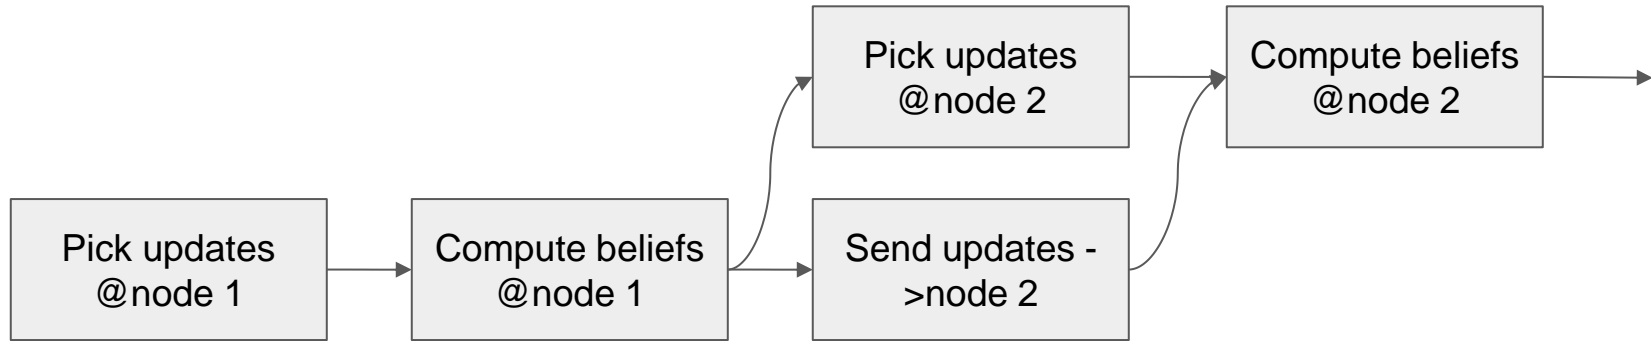 Pick updates
@node 2
Compute beliefs
@node 2
Pick updates
@node 1
Compute beliefs
@node 1
Send updates -
>node 2